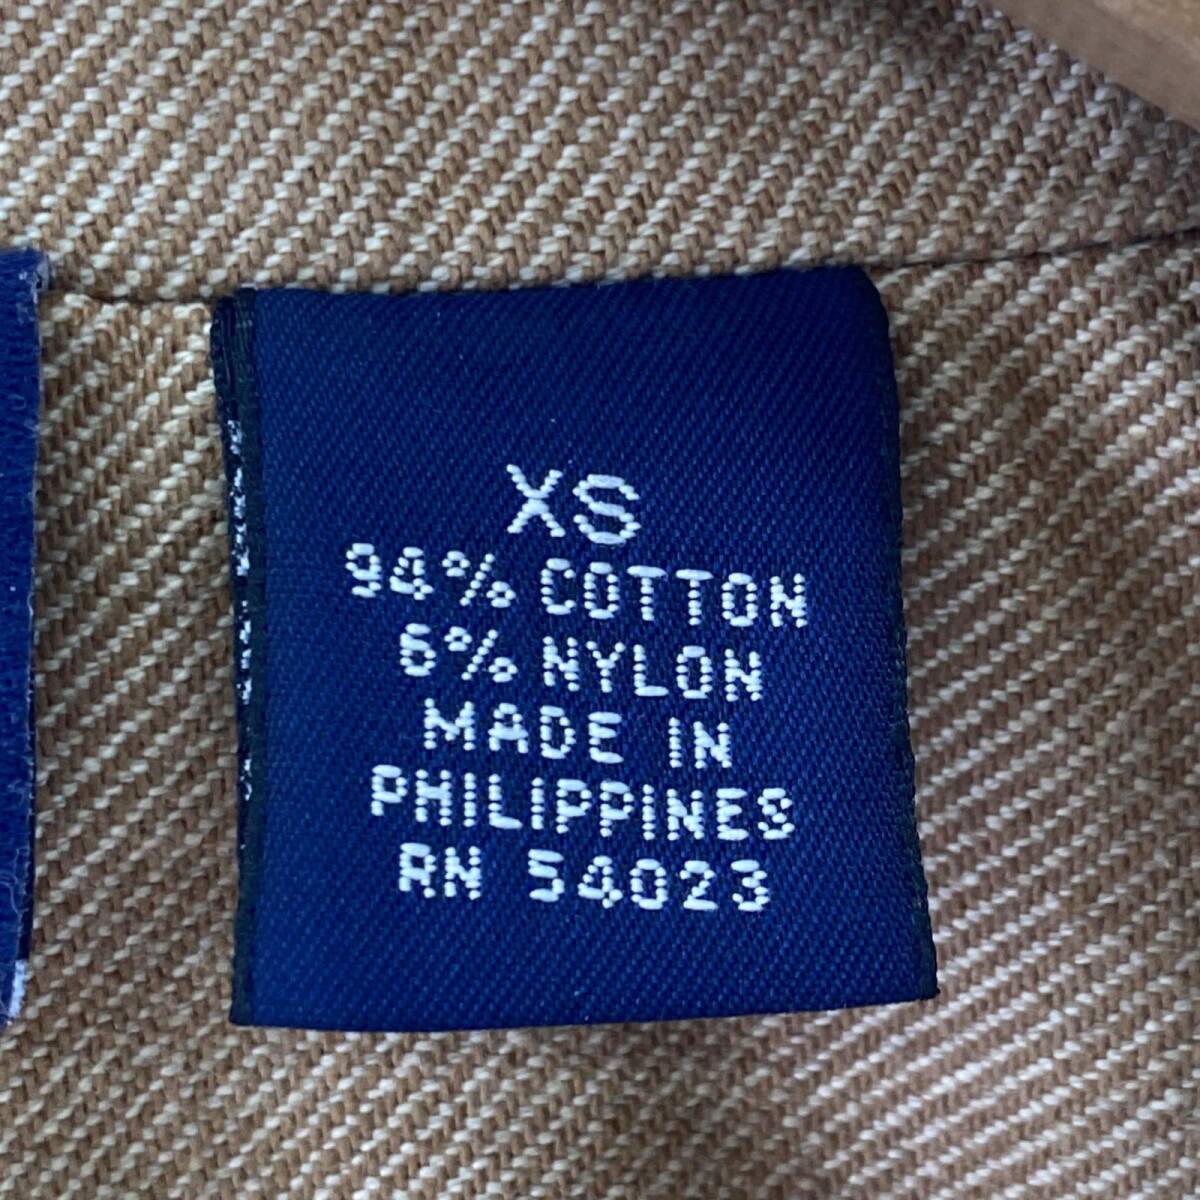 XS
94% COTTON
6% NYLON
MADE IN
PHILIPPINES
RN 54023